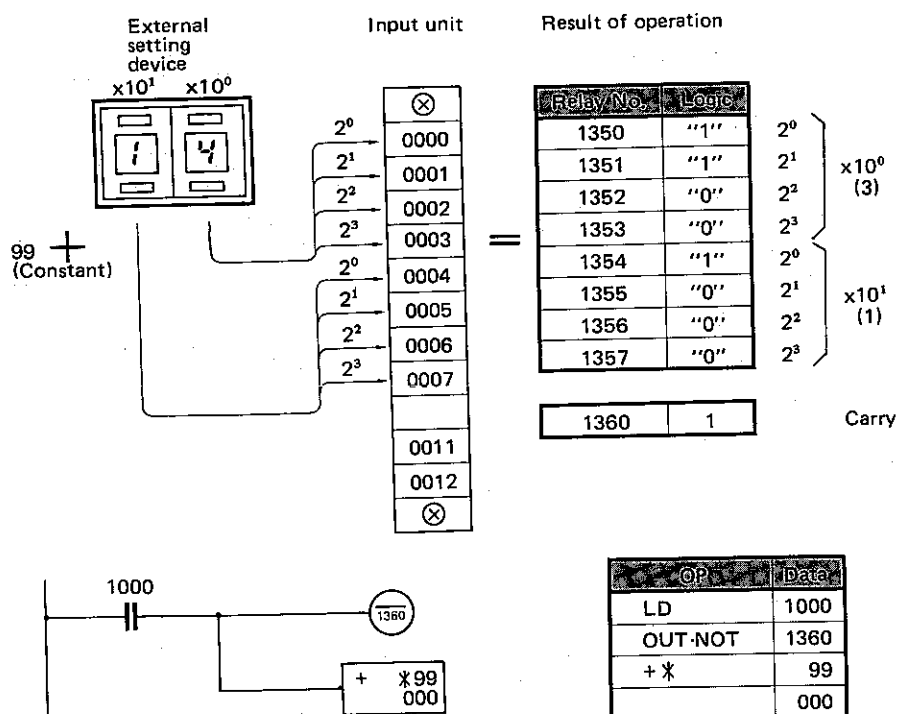 External setting device
Input unit
Result of operation
x10¹ x10⁰
1 4
99 + (Constant)
2⁰
2¹
2²
2³
2⁰
2¹
2²
2³
⊗
0000
0001
0002
0003
0004
0005
0006
0007
0011
0012
⊗
=
Relay No. Logic
1350 "1" 2⁰
1351 "1" 2¹
1352 "0" 2²
1353 "0" 2³
x10⁰ (3)
1354 "1" 2⁰
1355 "0" 2¹
1356 "0" 2²
1357 "0" 2³
x10¹ (1)
1360 1 Carry
1000
1360
+ ✻99
000
OP Data
LD 1000
OUT·NOT 1360
+✻ 99
000